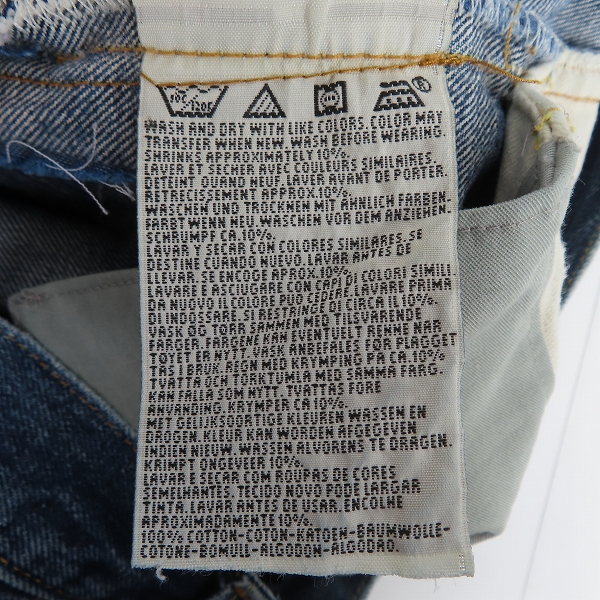 50C
/120F
®
WASH AND DRY WITH LIKE COLORS. COLOR MAY
TRANSFER WHEN NEW. WASH BEFORE WEARING.
SHRINKS APPROXIMATELY 10%.
LAVER ET SECHER AVEC COULEURS SIMILAIRES.
DETEINT QUAND NEUF. LAVER AVANT DE PORTER.
RETRECISSEMENT APPROX. 10%.
WASCHEN UND TROCKNEN MIT AHNLICH FARBEN-
FARBT WENN NEU. WASCHEN VOR DEM ANZIEHEN-
SCHRUMPF CA 10%.
LAVAR Y SECAR CON COLORES SIMILARES. SE
DESTINE CUANDO NUEVO. LAVAR ANTES DE
LLEVAR. SE ENCOGE APROX. 10%.
LAVARE E ASCIUGARE CON CAPI DI COLORI SIMILI.
DA NUOVO IL COLORE PUO CEDERE. LAVARE PRIMA
D'INDOSSARE. SI RESTRINGE DI CIRCA IL 10%.
VASK OG TØRR SAMMEN MED TILSVARENDE
FARGER. FARGENE KAN EVENTUELT RENNE NAR
TØYET ER NYTT. VASK ANBEFALES FØR PLAGGET
TAS I BRUK. REGN MED KRYMPING PA CA. 10%
TVATTA OCH TORKTUMLA MED SAMMA FARG.
KAN FALLA SOM NYTT. TVATTAS FORE
ANVANDING. KRYMPER CA 10%.
MET GELIJKSOORTIGE KLEUREN WASSEN EN
DROGEN. KLEUR KAN WORDEN AFGEGEVEN
INDIEN NIEUW. WASSEN ALVORENS TE DRAGEN.
KRIMPT ONGEVEER 10%.
LAVAR E SECAR COM ROUPAS DE CORES
SEMELHANTES. TECIDO NOVO PODE LARGAR
TINTA. LAVAR ANTES DE USAR. ENCOLHE
APROXIMADAMENTE 10%.
100% COTTON-COTON-KATOEN-BAUMWOLLE-
COTONE-BOMULL-ALGODON-ALGODAO.